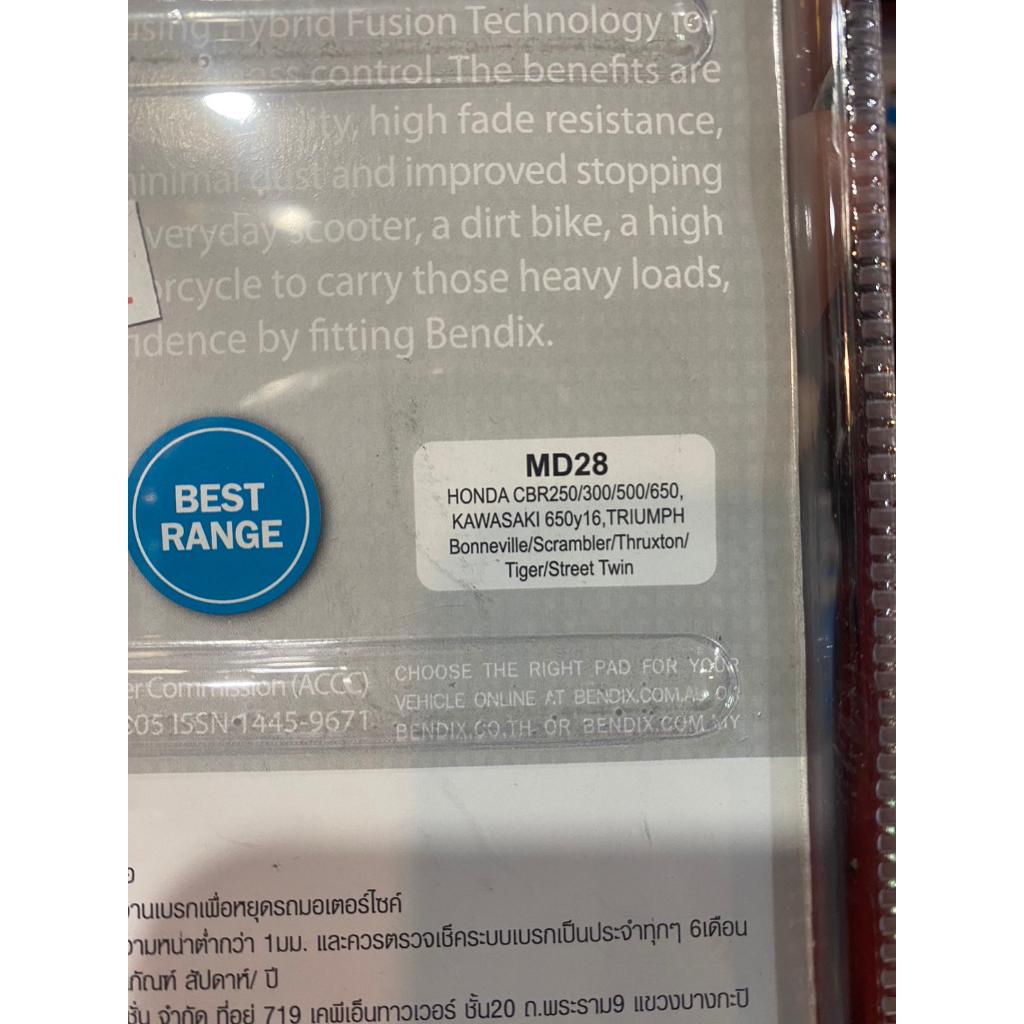 using Hybrid Fusion Technology for
control. The benefits are
high fade resistance,
minimal dust and improved stopping
everyday scooter, a dirt bike, a high
to carry those heavy loads,
by fitting Bendix.
BEST
RANGE
MD28
HONDA CBR250/300/500/650,
KAWASAKI 650y16,TRIUMPH
Bonneville/Scrambler/Thruxton/
Tiger/Street Twin
Commission (ACCC)
ISSN 1445-9671
CHOOSE THE RIGHT PAD FOR YOUR
VEHICLE ONLINE AT BENDIX.COM.AU OR
BENDIX.CO.TH OR BENDIX.COM.MY
านเบรกเพื่อหยุดรถมอเตอร์ไซค์
วามหนาต่ำกว่า 1มม. และควรตรวจเช็คระบบเบรกเป็นประจำทุกๆ 6เดือน
ภัณฑ์ สัปดาห์/ ปี
ชั่น จำกัด ที่อยู่ 719 เคพีเอ็นทาวเวอร์ ชั้น20 ถ.พระราม9 แขวงบางกะปิ